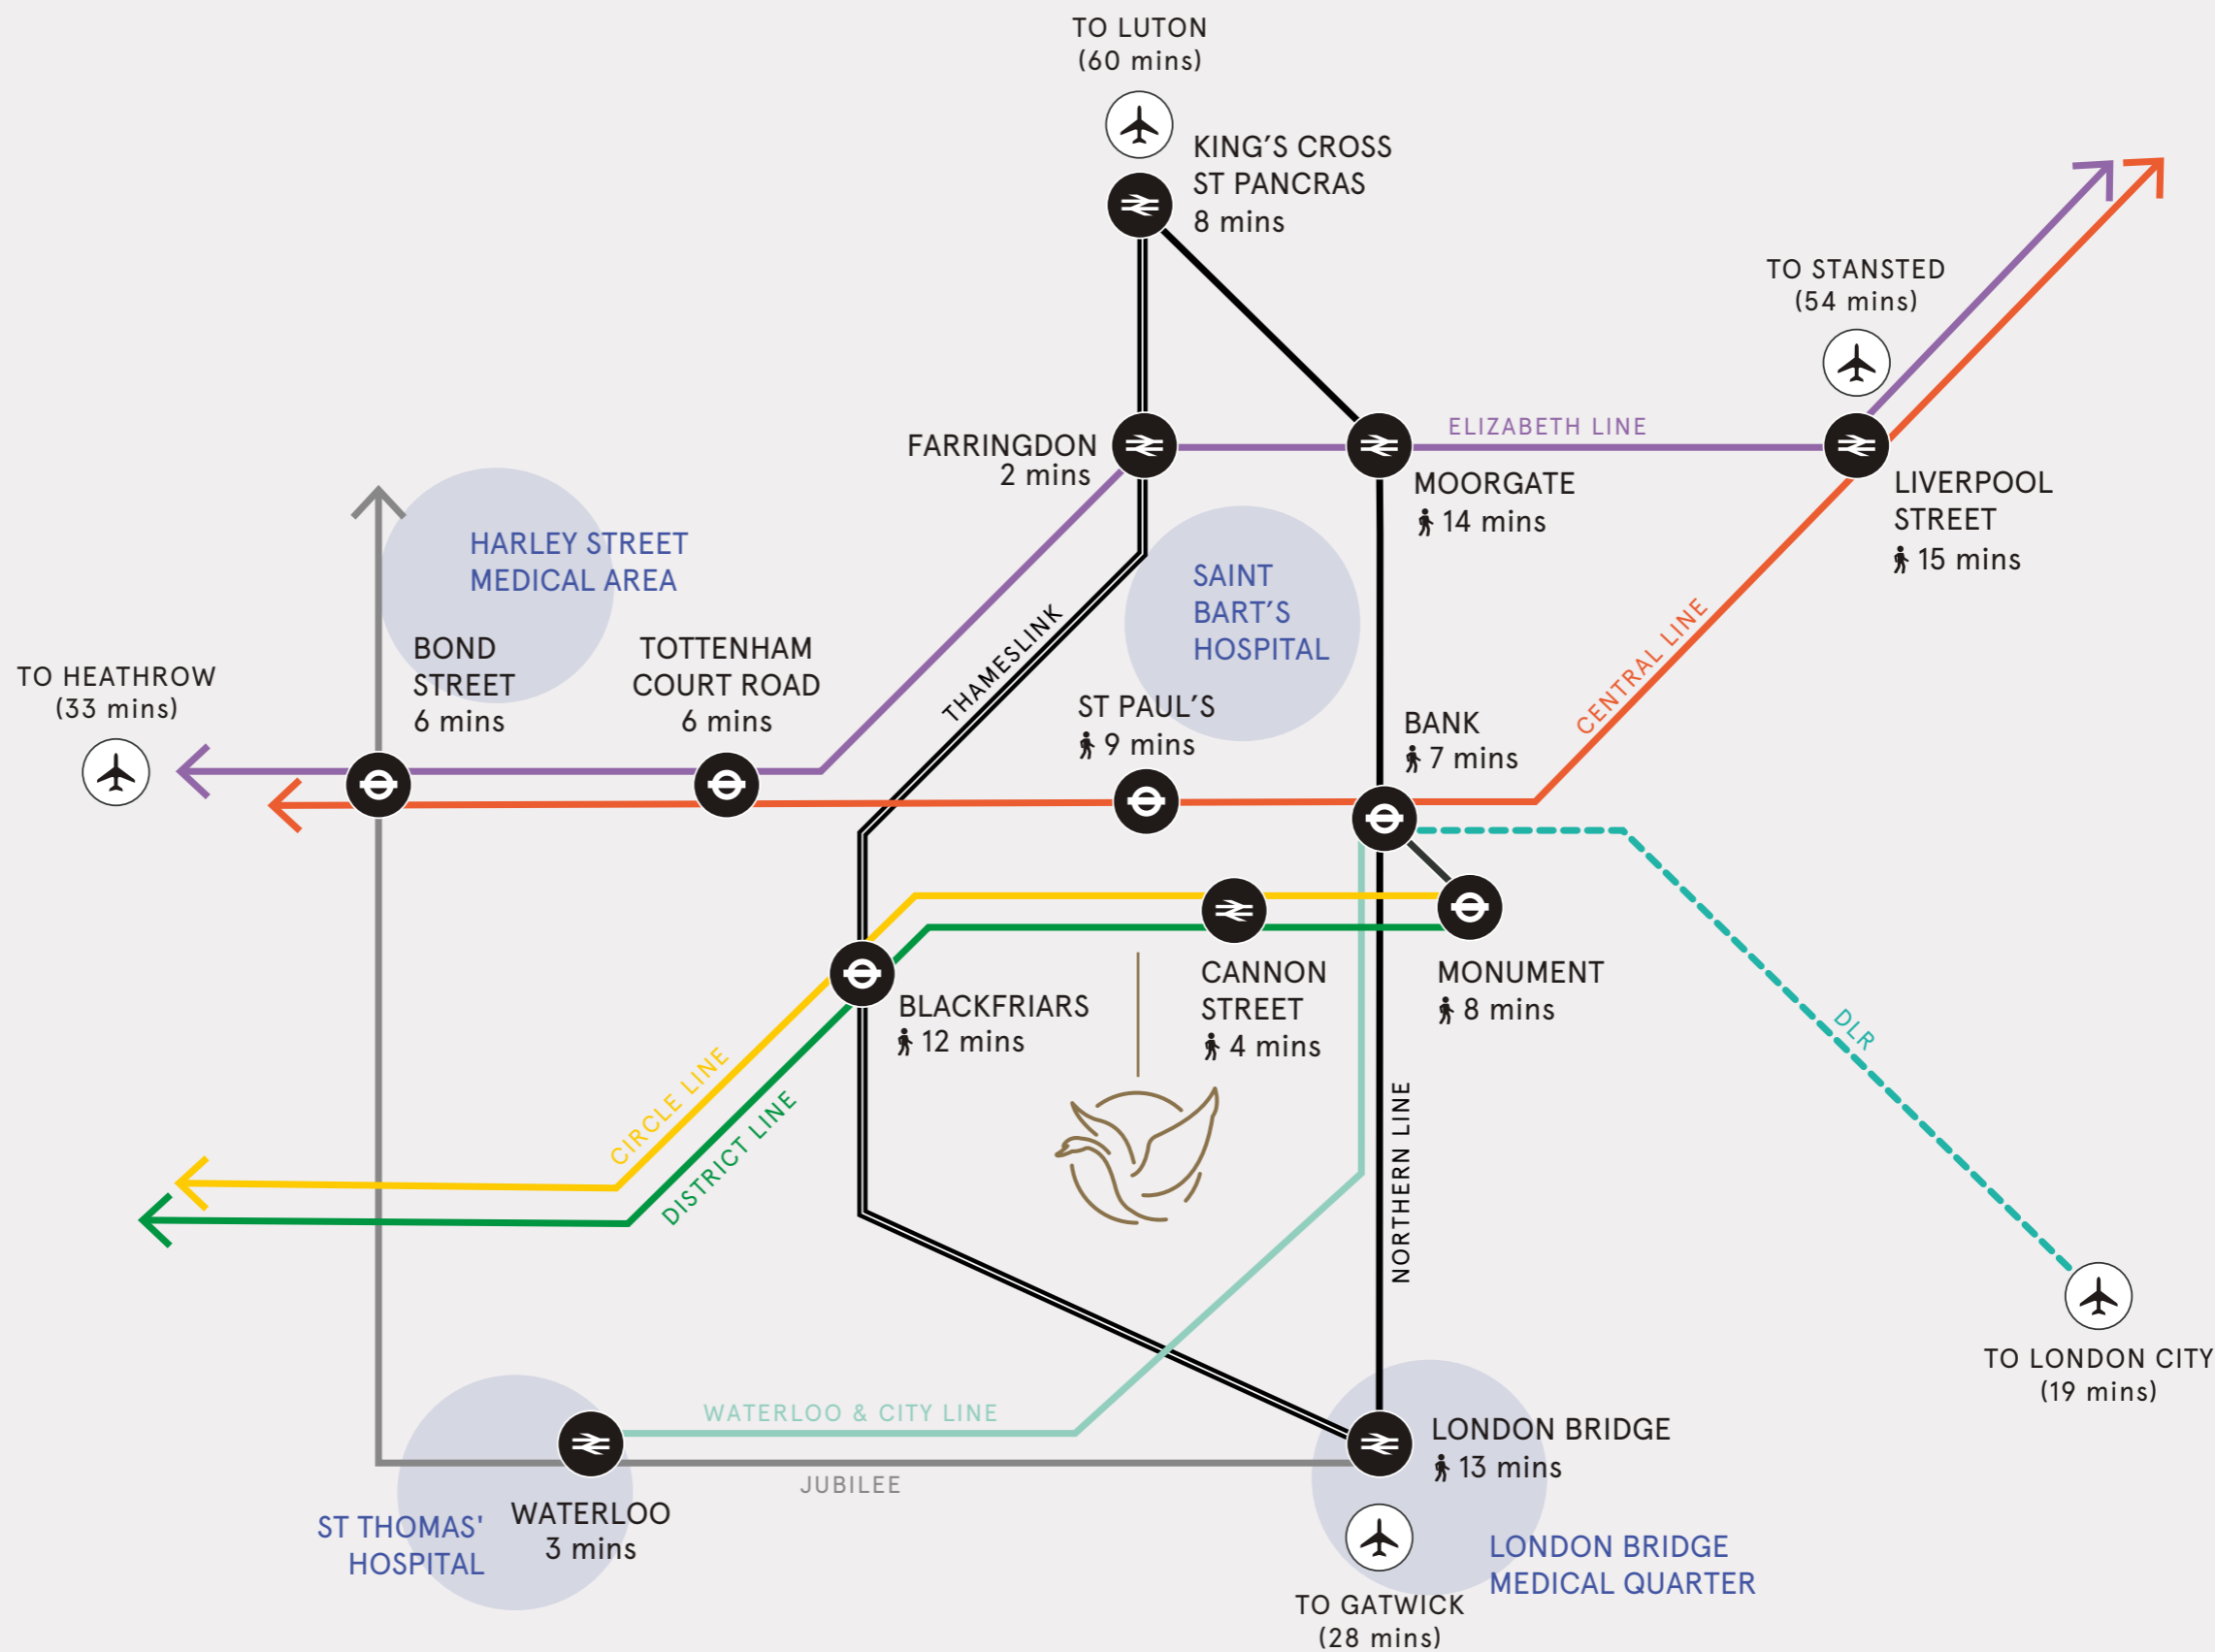 TO LUTON
(60 mins)
KING’S CROSS
ST PANCRAS
8 mins
TO STANSTED
(54 mins)
FARRINGDON
2 mins
ELIZABETH LINE
MOORGATE
14 mins
LIVERPOOL
STREET
15 mins
HARLEY STREET
MEDICAL AREA
SAINT
BART’S
HOSPITAL
THAMESLINK
CENTRAL LINE
TO HEATHROW
(33 mins)
BOND
STREET
6 mins
TOTTENHAM
COURT ROAD
6 mins
ST PAUL’S
9 mins
BANK
7 mins
BLACKFRIARS
12 mins
CANNON
STREET
4 mins
MONUMENT
8 mins
DLR
CIRCLE LINE
DISTRICT LINE
NORTHERN LINE
TO LONDON CITY
(19 mins)
WATERLOO & CITY LINE
JUBILEE
LONDON BRIDGE
13 mins
ST THOMAS'
HOSPITAL
WATERLOO
3 mins
LONDON BRIDGE
MEDICAL QUARTER
TO GATWICK
(28 mins)